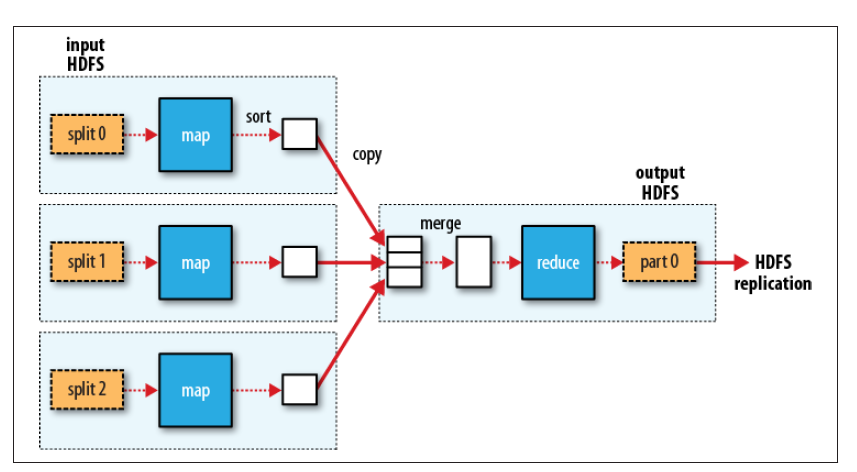 input
HDFS
split 0
map
sort
copy
split 1
map
split 2
map
output
HDFS
merge
reduce
part 0
HDFS
replication